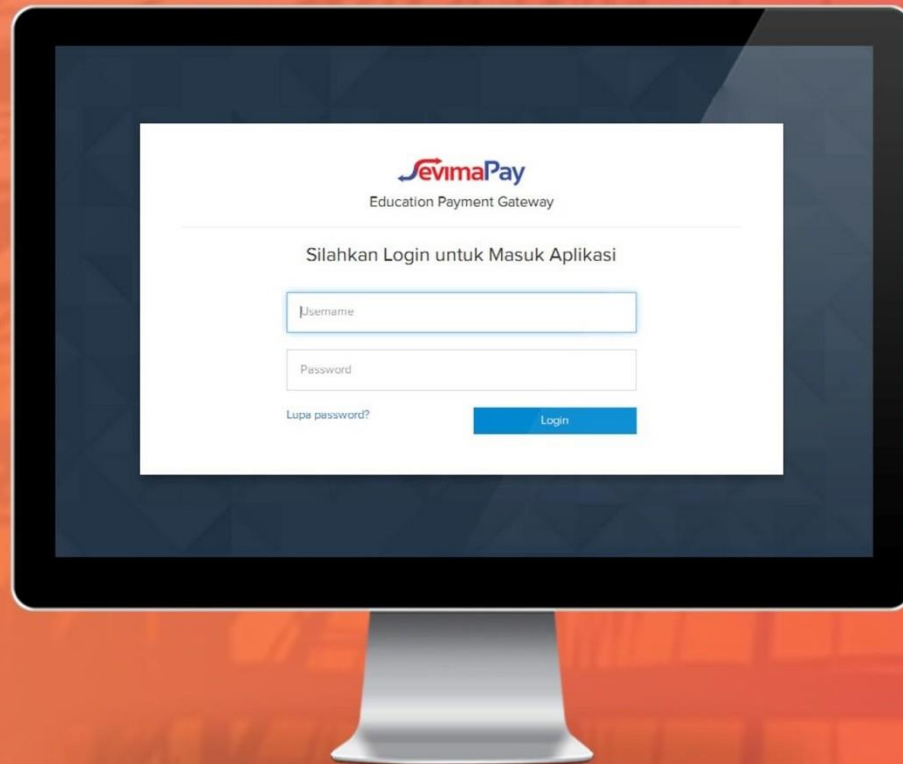 SevimaPay
Education Payment Gateway
Silahkan Login untuk Masuk Aplikasi
Username
Password
Lupa password?
Login